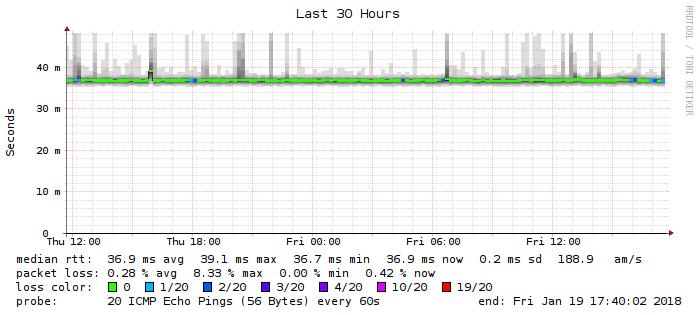 Last 30 Hours
RRDTOOL / TOBI OETIKER
Seconds
40 m
30 m
20 m
10 m
0
Thu 12:00 Thu 18:00 Fri 00:00 Fri 06:00 Fri 12:00
median rtt: 36.9 ms avg 39.1 ms max 36.7 ms min 36.9 ms now 0.2 ms sd 188.9 am/s
packet loss: 0.28 % avg 8.33 % max 0.00 % min 0.42 % now
loss color: 0 1/20 2/20 3/20 4/20 10/20 19/20
probe: 20 ICMP Echo Pings (56 Bytes) every 60s end: Fri Jan 19 17:40:02 2018